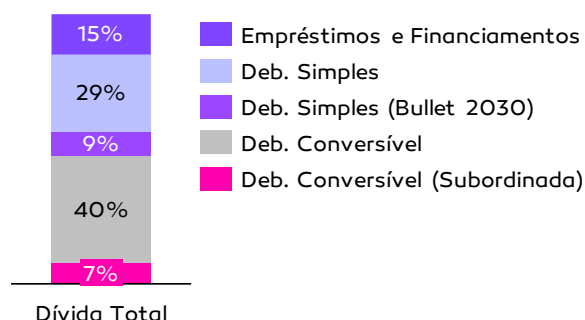 15%
29%
9%
40%
7%
Dívida Total
Empréstimos e Financiamentos
Deb. Simples
Deb. Simples (Bullet 2030)
Deb. Conversível
Deb. Conversível (Subordinada)